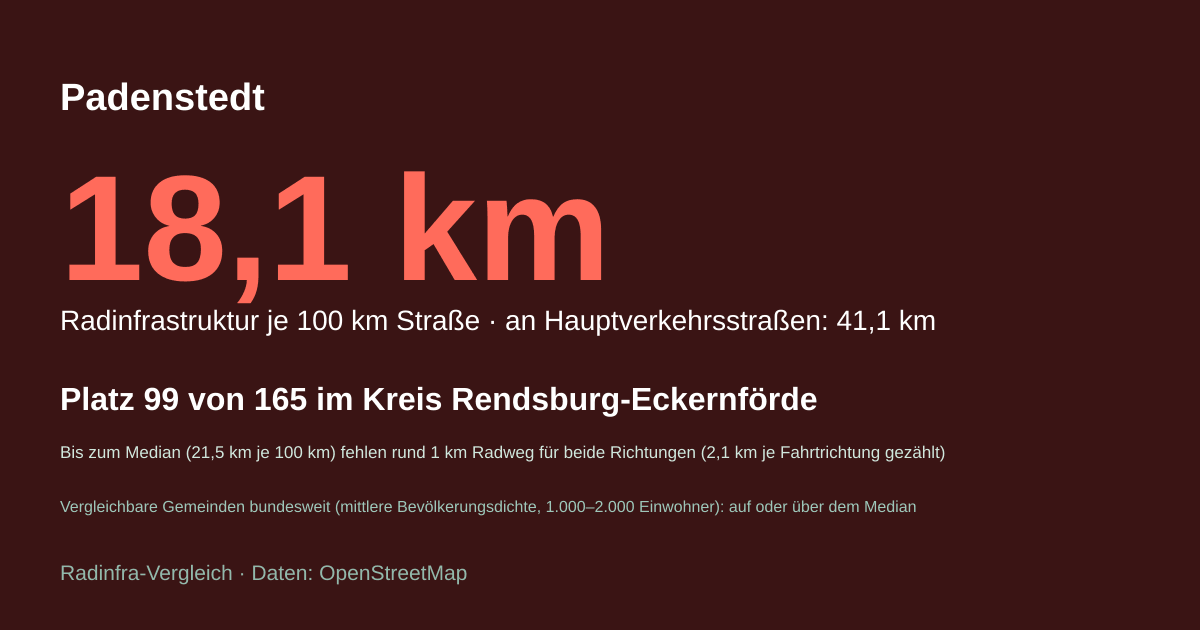 Padenstedt
18,1 km
Radinfrastruktur je 100 km Straße · an Hauptverkehrsstraßen: 41,1 km
Platz 99 von 165 im Kreis Rendsburg-Eckernförde
Bis zum Median (21,5 km je 100 km) fehlen rund 1 km Radweg für beide Richtungen (2,1 km je Fahrtrichtung gezählt)
Vergleichbare Gemeinden bundesweit (mittlere Bevölkerungsdichte, 1.000–2.000 Einwohner): auf oder über dem Median
Radinfra-Vergleich · Daten: OpenStreetMap